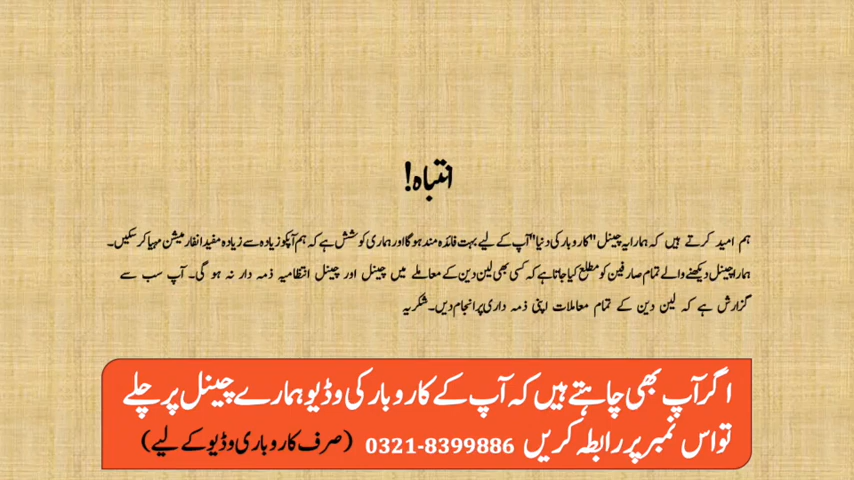 انتباہ!
ہم امید کرتے ہیں کہ ہمارا یہ چینل "کاروبار کی دنیا" آپ کے لیے بہت فائدہ مند ہوگا اور ہماری کوشش ہے کہ ہم آپکو زیادہ سے زیادہ مفید انفارمیشن مہیا کر سکیں۔
ہمارا چینل دیکھنے والے تمام صارفین کو مطلع کیا جاتا ہے کہ کسی بھی لین دین کے معاملے میں چینل اور چینل انتظامیہ ذمہ دار نہ ہو گی۔ آپ سب سے
گزارش ہے کہ لین دین کے تمام معاملات اپنی ذمہ داری پر انجام دیں۔ شکریہ
اگر آپ بھی چاہتے ہیں کہ آپ کے کاروبار کی وڈیو ہمارے چینل پر چلے
تو اس نمبر پر رابطہ کریں 0321-8399886 (صرف کاروباری وڈیو کے لیے)